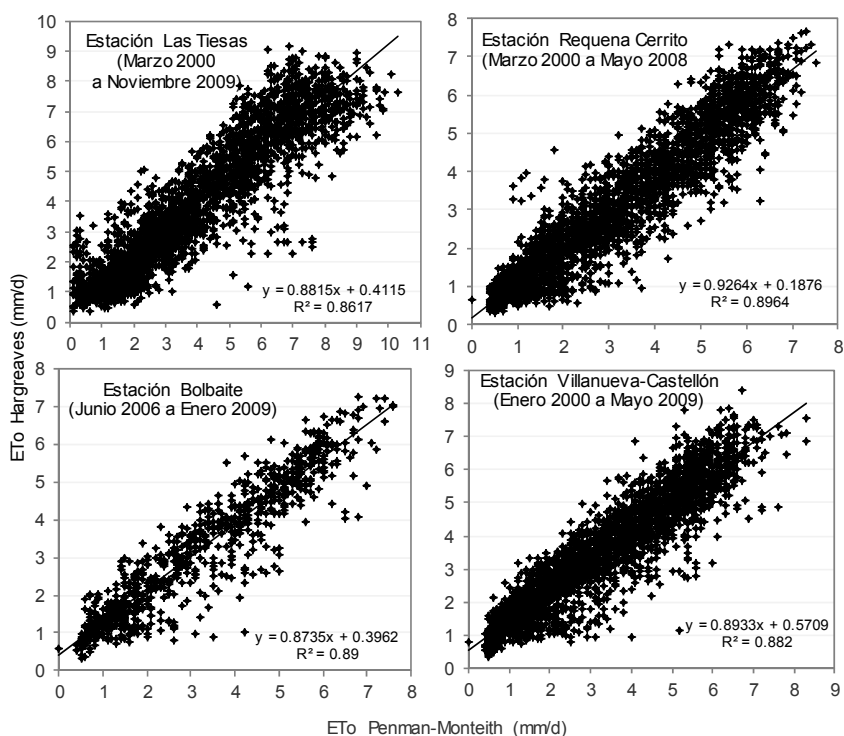 10
9
8
7
6
5
4
3
2
1
0
Estación Las Tiesas
(Marzo 2000
a Noviembre 2009)
y = 0.8815x + 0.4115
R² = 0.8617
0 1 2 3 4 5 6 7 8 9 10 11
8
7
6
5
4
3
2
1
0
Estación Requena Cerrito
(Marzo 2000 a Mayo 2008
y = 0.9264x + 0.1876
R² = 0.8964
0 1 2 3 4 5 6 7 8
ETo Hargreaves (mm/d)
8
7
6
5
4
3
2
1
0
Estación Bolbaite
(Junio 2006 a Enero 2009)
y = 0.8735x + 0.3962
R² = 0.89
0 1 2 3 4 5 6 7 8
9
8
7
6
5
4
3
2
1
0
Estación Villanueva-Castellón
(Enero 2000 a Mayo 2009)
y = 0.8933x + 0.5709
R² = 0.882
0 1 2 3 4 5 6 7 8 9
ETo Penman-Monteith (mm/d)